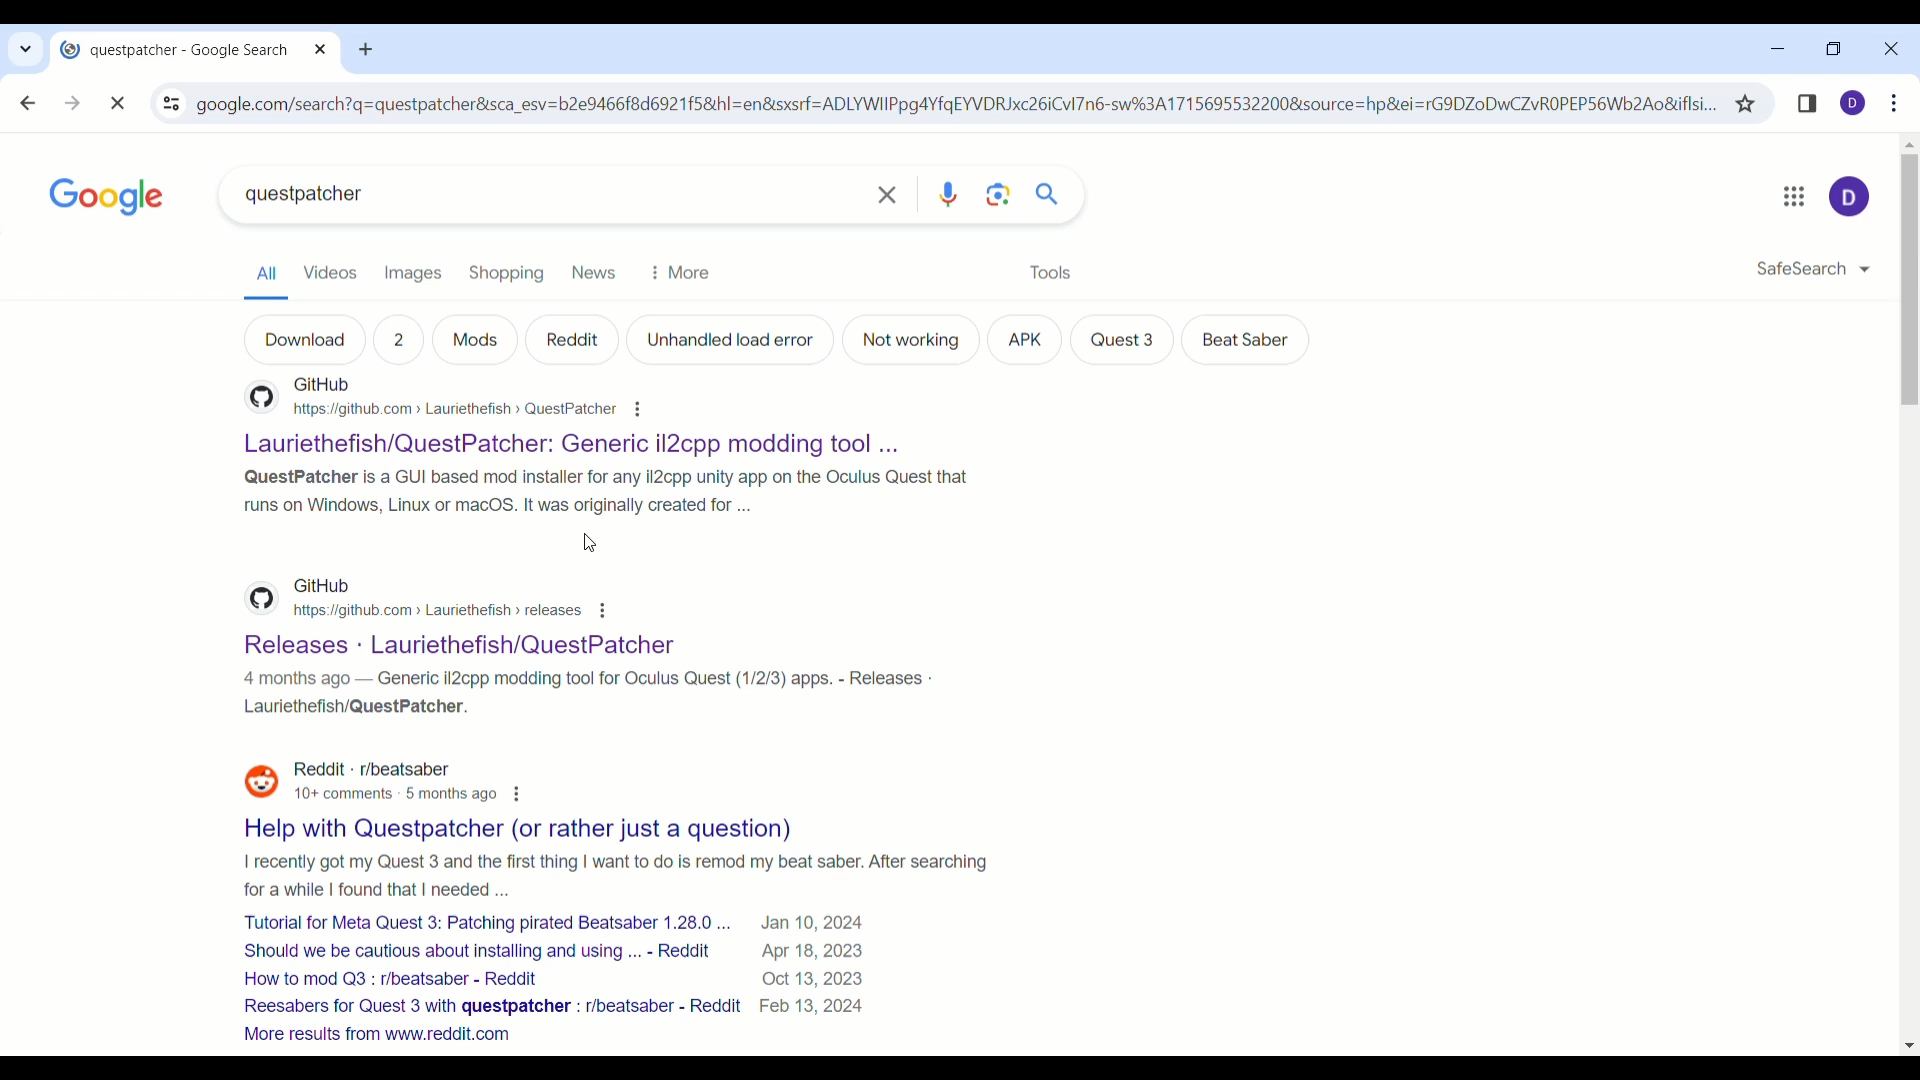 questpatcher - Google Search
google.com/search?q=questpatcher&sca_esv=b2e9466f8d6921f5&hl=en&sxsrf=ADLYWIIPpg4YfqEYVDRJxc26iCvI7n6-sw%3A1715695532200&source=hp&ei=rG9DZoDwCZvR0PEP56Wb2Ao&iflsi...
D
Google
questpatcher
D
All Videos Images Shopping News More Tools SafeSearch
Download 2 Mods Reddit Unhandled load error Not working APK Quest 3 Beat Saber
GitHub
https://github.com › Lauriethefish › QuestPatcher
Lauriethefish/QuestPatcher: Generic il2cpp modding tool ...
QuestPatcher is a GUI based mod installer for any il2cpp unity app on the Oculus Quest that
runs on Windows, Linux or macOS. It was originally created for ...
GitHub
https://github.com › Lauriethefish › releases
Releases · Lauriethefish/QuestPatcher
4 months ago — Generic il2cpp modding tool for Oculus Quest (1/2/3) apps. - Releases ·
Lauriethefish/QuestPatcher.
Reddit · r/beatsaber
10+ comments · 5 months ago
Help with Questpatcher (or rather just a question)
I recently got my Quest 3 and the first thing I want to do is remod my beat saber. After searching
for a while I found that I needed ...
Tutorial for Meta Quest 3: Patching pirated Beatsaber 1.28.0 ... Jan 10, 2024
Should we be cautious about installing and using ... - Reddit Apr 18, 2023
How to mod Q3 : r/beatsaber - Reddit Oct 13, 2023
Reesabers for Quest 3 with questpatcher : r/beatsaber - Reddit Feb 13, 2024
More results from www.reddit.com